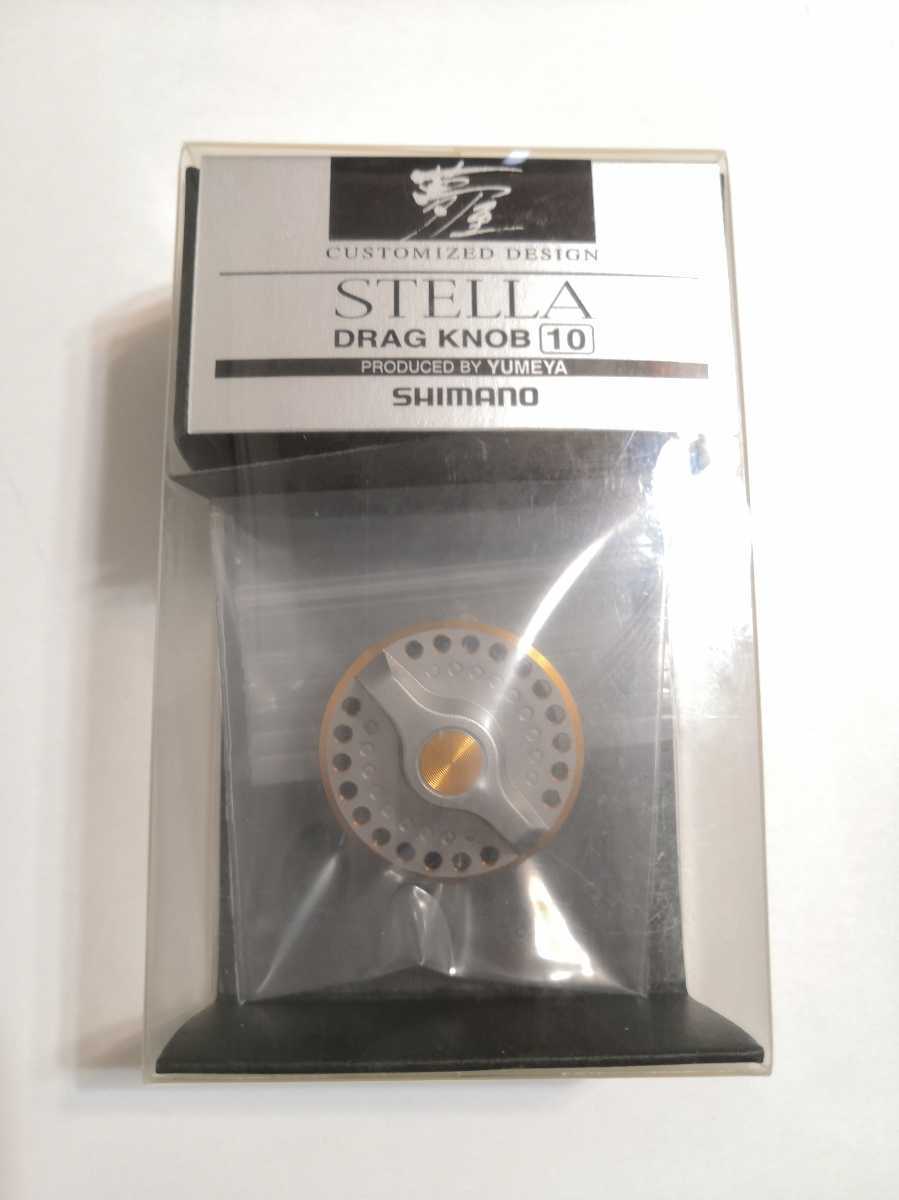 夢屋
CUSTOMIZED DESIGN
STELLA
DRAG KNOB 10
PRODUCED BY YUMEYA
SHIMANO